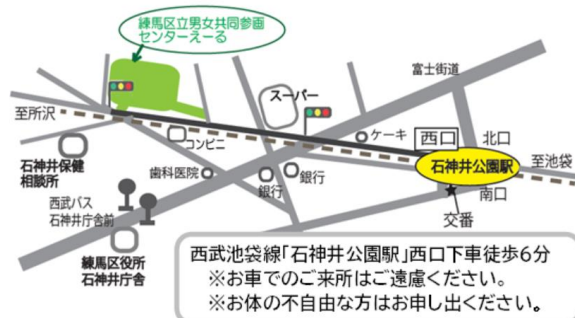 練馬区立男女共同参画
センターえーる
富士街道
スーパー
至所沢
コンビニ
ケーキ
西口
北口
石神井公園駅
至池袋
石神井保健
相談所
歯科医院
銀行
銀行
南口
交番
西武バス
石神井庁舎前
練馬区役所
石神井庁舎
西武池袋線「石神井公園駅」西口下車徒歩6分
※お車でのご来所はご遠慮ください。
※お体の不自由な方はお申し出ください。